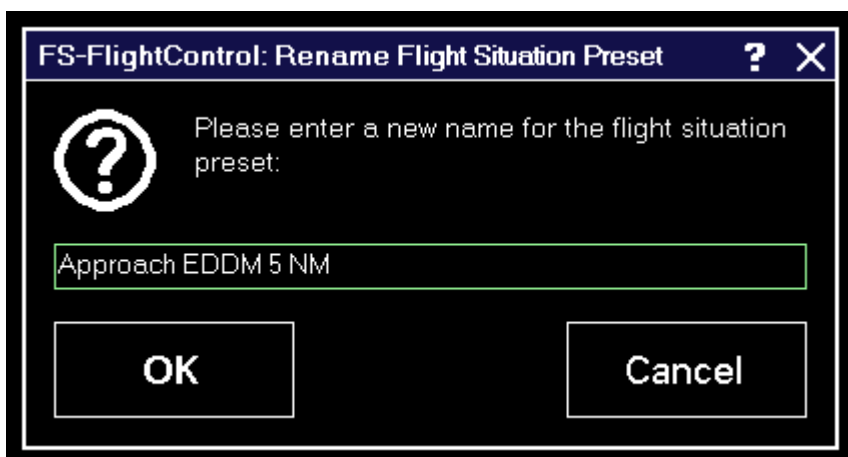 FS-FlightControl: Rename Flight Situation Preset ? X
Please enter a new name for the flight situation
preset:
Approach EDDM 5 NM
OK Cancel